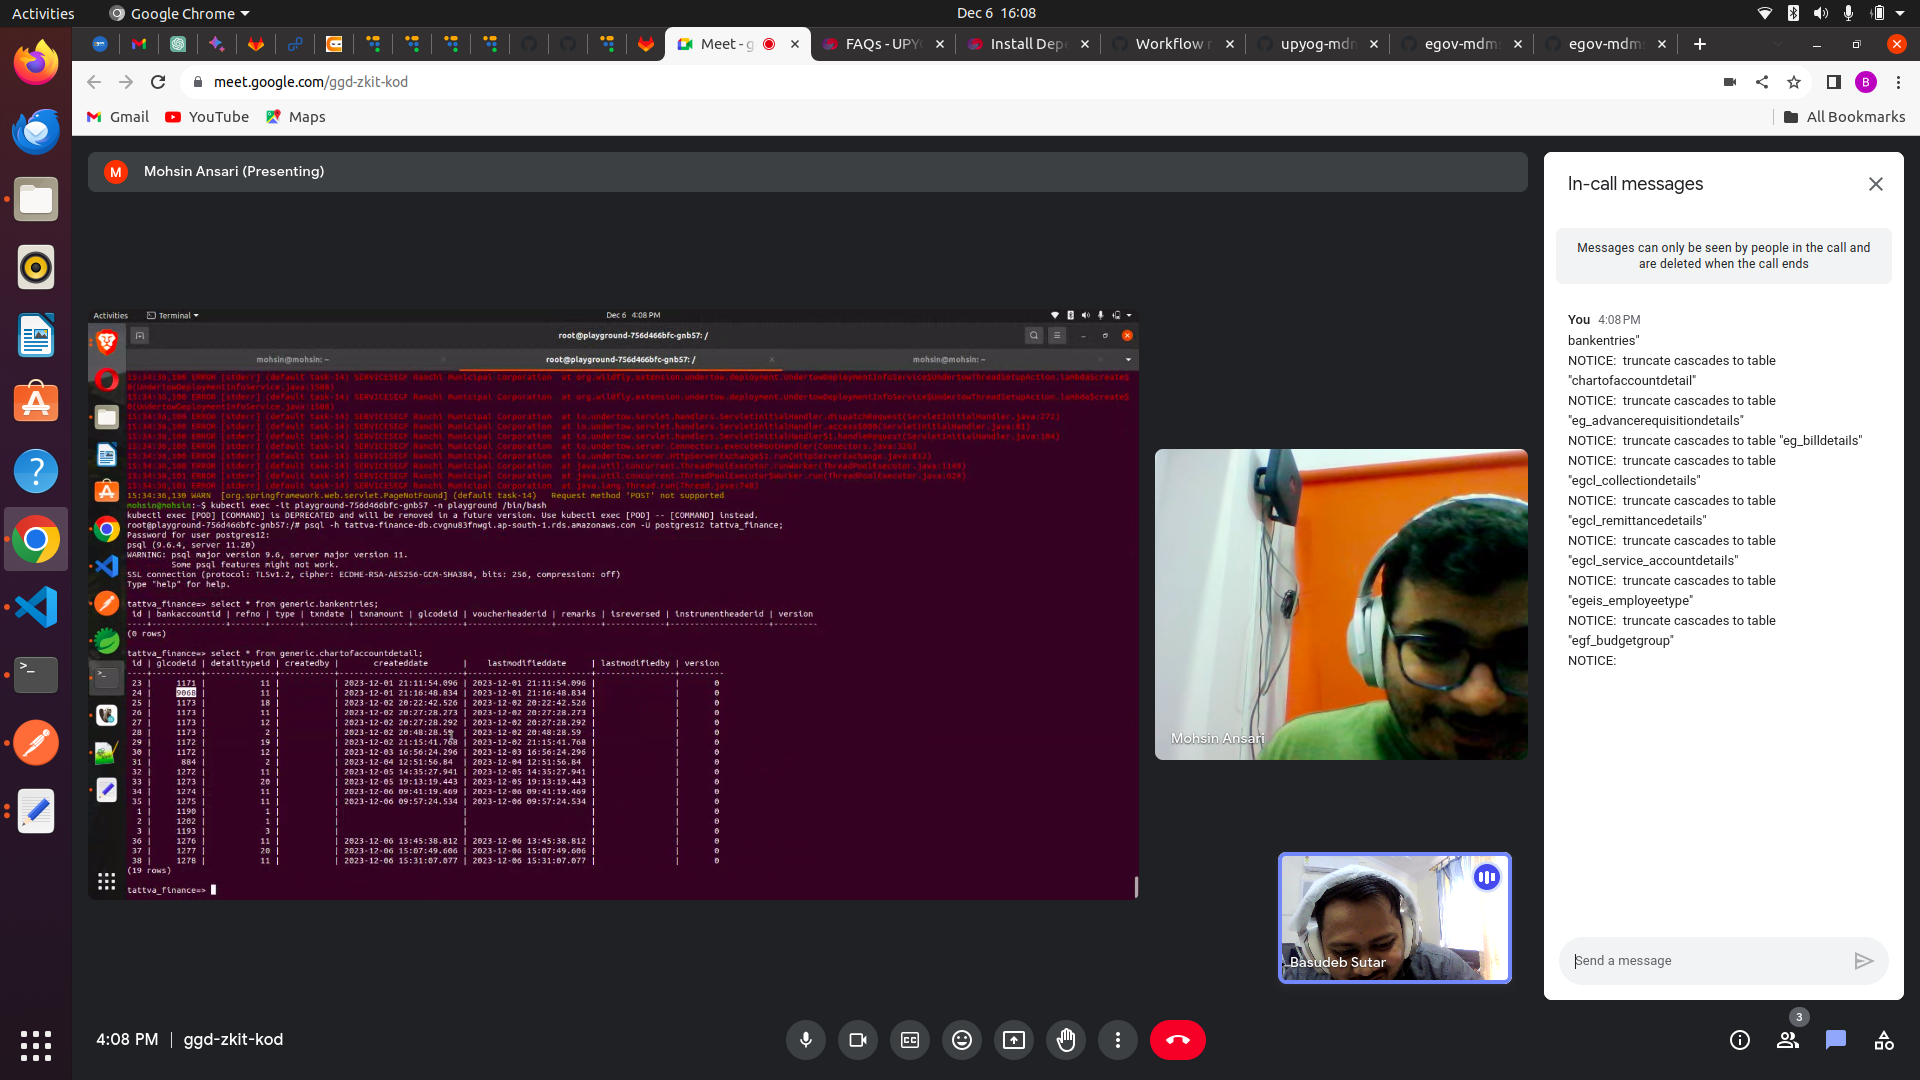 Activities
Google Chrome
Dec 6 16:08
Meet - g
FAQs - UPY
Install Dep
Workflow
upyog-mdm
egov-mdm
egov-mdm
meet.google.com/ggd-zkit-kod
B
Gmail
YouTube
Maps
All Bookmarks
M
Mohsin Ansari (Presenting)
Activities
Terminal
Dec 6 4:08 PM
root@playground-756d466bfc-gnb57: /
mohsin@mohsin: ~
root@playground-756d466bfc-gnb57: /
mohsin@mohsin: ~
15:34:36,130 WARN [org.springframework.web.servlet.PageNotFound] (default task-14) Request method 'POST' not supported
mohsin@mohsin:~$ kubectl exec -it playground-756d466bfc-gnb57 -n playground /bin/bash
kubectl exec [POD] [COMMAND] is DEPRECATED and will be removed in a future version. Use kubectl exec [POD] -- [COMMAND] instead.
root@playground-756d466bfc-gnb57:/# psql -h tattva-finance-db.cvgnu83fnwgi.ap-south-1.rds.amazonaws.com -U postgres12 tattva_finance;
Password for user postgres12:
psql (9.6.4, server 11.20)
WARNING: psql major version 9.6, server major version 11.
Some psql features might not work.
SSL connection (protocol: TLSv1.2, cipher: ECDHE-RSA-AES256-GCM-SHA384, bits: 256, compression: off)
Type "help" for help.
tattva_finance=> select * from generic.bankentries;
id | bankaccountid | refno | type | txndate | txnamount | glcodeid | voucherheaderid | remarks | isreversed | instrumentheaderid | version
(0 rows)
tattva_finance=> select * from generic.chartofaccountdetail;
id | glcodeid | detailtypeid | createdby | createddate | lastmodifieddate | lastmodifiedby | version
23 | 1171 | 11 | | 2023-12-01 21:11:54.096 | 2023-12-01 21:11:54.096 | | 0
24 | 9068 | 11 | | 2023-12-01 21:16:48.834 | 2023-12-01 21:16:48.834 | | 0
25 | 1173 | 18 | | 2023-12-02 20:22:42.526 | 2023-12-02 20:22:42.526 | | 0
26 | 1173 | 11 | | 2023-12-02 20:27:28.273 | 2023-12-02 20:27:28.273 | | 0
27 | 1173 | 12 | | 2023-12-02 20:27:28.292 | 2023-12-02 20:27:28.292 | | 0
28 | 1173 | 2 | | 2023-12-02 20:48:28.59 | 2023-12-02 20:48:28.59 | | 0
29 | 1172 | 19 | | 2023-12-02 21:15:41.768 | 2023-12-02 21:15:41.768 | | 0
30 | 1172 | 12 | | 2023-12-03 16:56:24.296 | 2023-12-03 16:56:24.296 | | 0
31 | 884 | 2 | | 2023-12-04 12:51:56.84 | 2023-12-04 12:51:56.84 | | 0
32 | 1272 | 11 | | 2023-12-05 14:35:27.941 | 2023-12-05 14:35:27.941 | | 0
33 | 1273 | 20 | | 2023-12-05 19:13:19.443 | 2023-12-05 19:13:19.443 | | 0
34 | 1274 | 11 | | 2023-12-06 09:41:19.469 | 2023-12-06 09:41:19.469 | | 0
35 | 1275 | 11 | | 2023-12-06 09:57:24.534 | 2023-12-06 09:57:24.534 | | 0
1 | 1190 | 1 | | | | | 0
2 | 1202 | 1 | | | | | 0
3 | 1193 | 3 | | | | | 0
36 | 1276 | 11 | | 2023-12-06 13:45:38.812 | 2023-12-06 13:45:38.812 | | 0
37 | 1277 | 20 | | 2023-12-06 15:07:49.606 | 2023-12-06 15:07:49.606 | | 0
38 | 1278 | 11 | | 2023-12-06 15:31:07.077 | 2023-12-06 15:31:07.077 | | 0
(19 rows)
tattva_finance=>
Mohsin Ansari
Basudeb Sutar
In-call messages
Messages can only be seen by people in the call and
are deleted when the call ends
You 4:08 PM
bankentries"
NOTICE: truncate cascades to table
"chartofaccountdetail"
NOTICE: truncate cascades to table
"eg_advancerequisitiondetails"
NOTICE: truncate cascades to table "eg_billdetails"
NOTICE: truncate cascades to table
"egcl_collectiondetails"
NOTICE: truncate cascades to table
"egcl_remittancedetails"
NOTICE: truncate cascades to table
"egcl_service_accountdetails"
NOTICE: truncate cascades to table
"egeis_employeetype"
NOTICE: truncate cascades to table
"egf_budgetgroup"
NOTICE:
Send a message
4:08 PM | ggd-zkit-kod
3